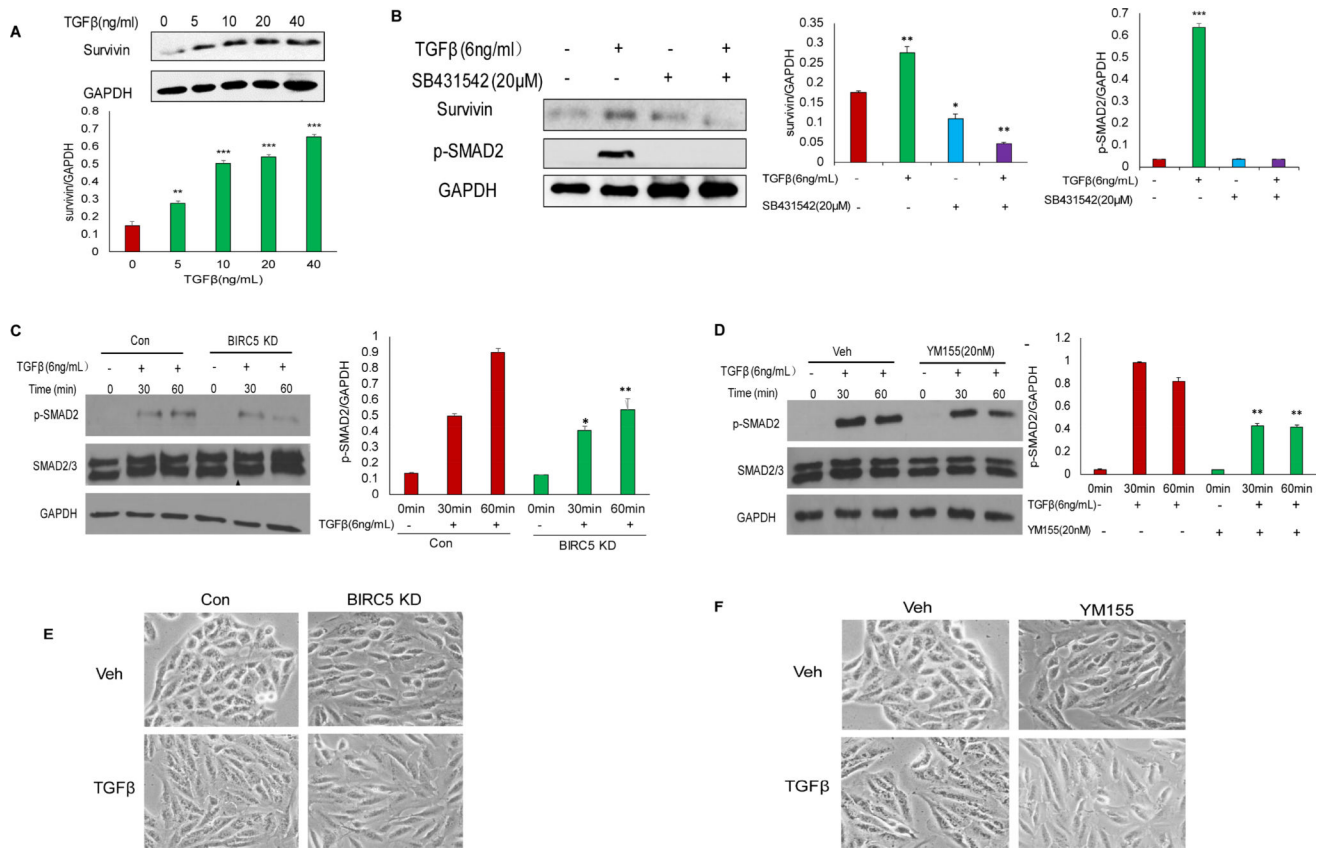 A
TGFβ(ng/ml) 0 5 10 20 40
Survivin
GAPDH
0.8
0.7
0.6
0.5
0.4
0.3
0.2
0.1
0
survivin/GAPDH
** *** *** ***
0 5 10 20 40
TGFβ(ng/mL)
B
TGFβ(6ng/ml) - + - +
SB431542(20μM) - - + +
Survivin
p-SMAD2
GAPDH
0.35
0.3
0.25
0.2
0.15
0.1
0.05
0
survivin/GAPDH
** * **
TGFβ(6ng/mL) - + - +
SB431542(20μM) - - + +
0.7
0.6
0.5
0.4
0.3
0.2
0.1
0
p-SMAD2/GAPDH
***
TGFβ(6ng/mL) - + - +
SB431542(20μM) - - + +
C
Con BIRC5 KD
TGFβ(6ng/mL) - + + - + +
Time (min) 0 30 60 0 30 60
p-SMAD2
SMAD2/3
GAPDH
1
0.9
0.8
0.7
0.6
0.5
0.4
0.3
0.2
0.1
0
p-SMAD2/GAPDH
* **
0min 30min 60min 0min 30min 60min
TGFβ(6ng/mL) - + + - + +
Con BIRC5 KD
D
Veh YM155(20nM)
TGFβ(6ng/mL) - + + - + +
Time (min) 0 30 60 0 30 60
p-SMAD2
SMAD2/3
GAPDH
-
1.2
1
0.8
0.6
0.4
0.2
0
p-SMAD2/GAPDH
** **
0min 30min 60min 0min 30min 60min
TGFβ(6ng/mL) - + + - + +
YM155(20nM) - - - + + +
E
Con BIRC5 KD
Veh
TGFβ
F
Veh YM155
Veh
TGFβ